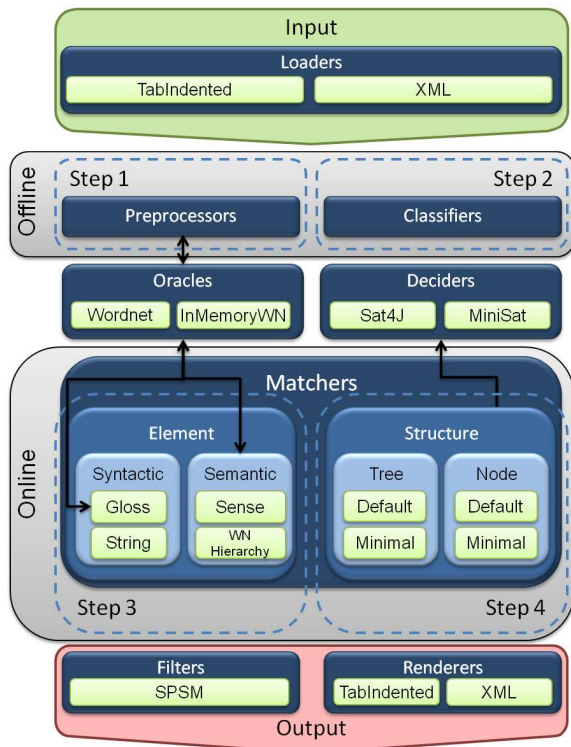 Input
Loaders
TabIndented XML
Offline
Step 1 Step 2
Preprocessors Classifiers
Oracles Deciders
Wordnet InMemoryWN Sat4J MiniSat
Online
Matchers
Element Structure
Syntactic Semantic Tree Node
Gloss Sense Default Default
String WN Hierarchy Minimal Minimal
Step 3 Step 4
Filters Renderers
SPSM TabIndented XML
Output